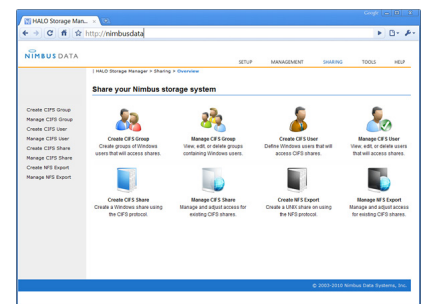 Google
HALO Storage Man...
http://nimbusdata
NIMBUS DATA
SETUP MANAGEMENT SHARING TOOLS HELP
| HALO Storage Manager > Sharing > Overview
Share your Nimbus storage system
Create CIFS Group
Manage CIFS Group
Create CIFS User
Manage CIFS User
Create CIFS Share
Manage CIFS Share
Create NFS Export
Manage NFS Export
Create CIFS Group
Create groups of Windows
users that will access shares.
Manage CIFS Group
View, edit, or delete groups
containing Windows users.
Create CIFS User
Define Windows users that will
access CIFS shares.
Manage CIFS User
View, edit, or delete users
that will access shares.
Create CIFS Share
Create a Windows share using
the CIFS protocol.
Manage CIFS Share
Manage and adjust access for
existing CIFS shares.
Create NFS Export
Create a UNIX share on using
the NFS protocol.
Manage NFS Export
Manage and adjust access
for existing CIFS shares.
© 2003-2010 Nimbus Data Systems, Inc.